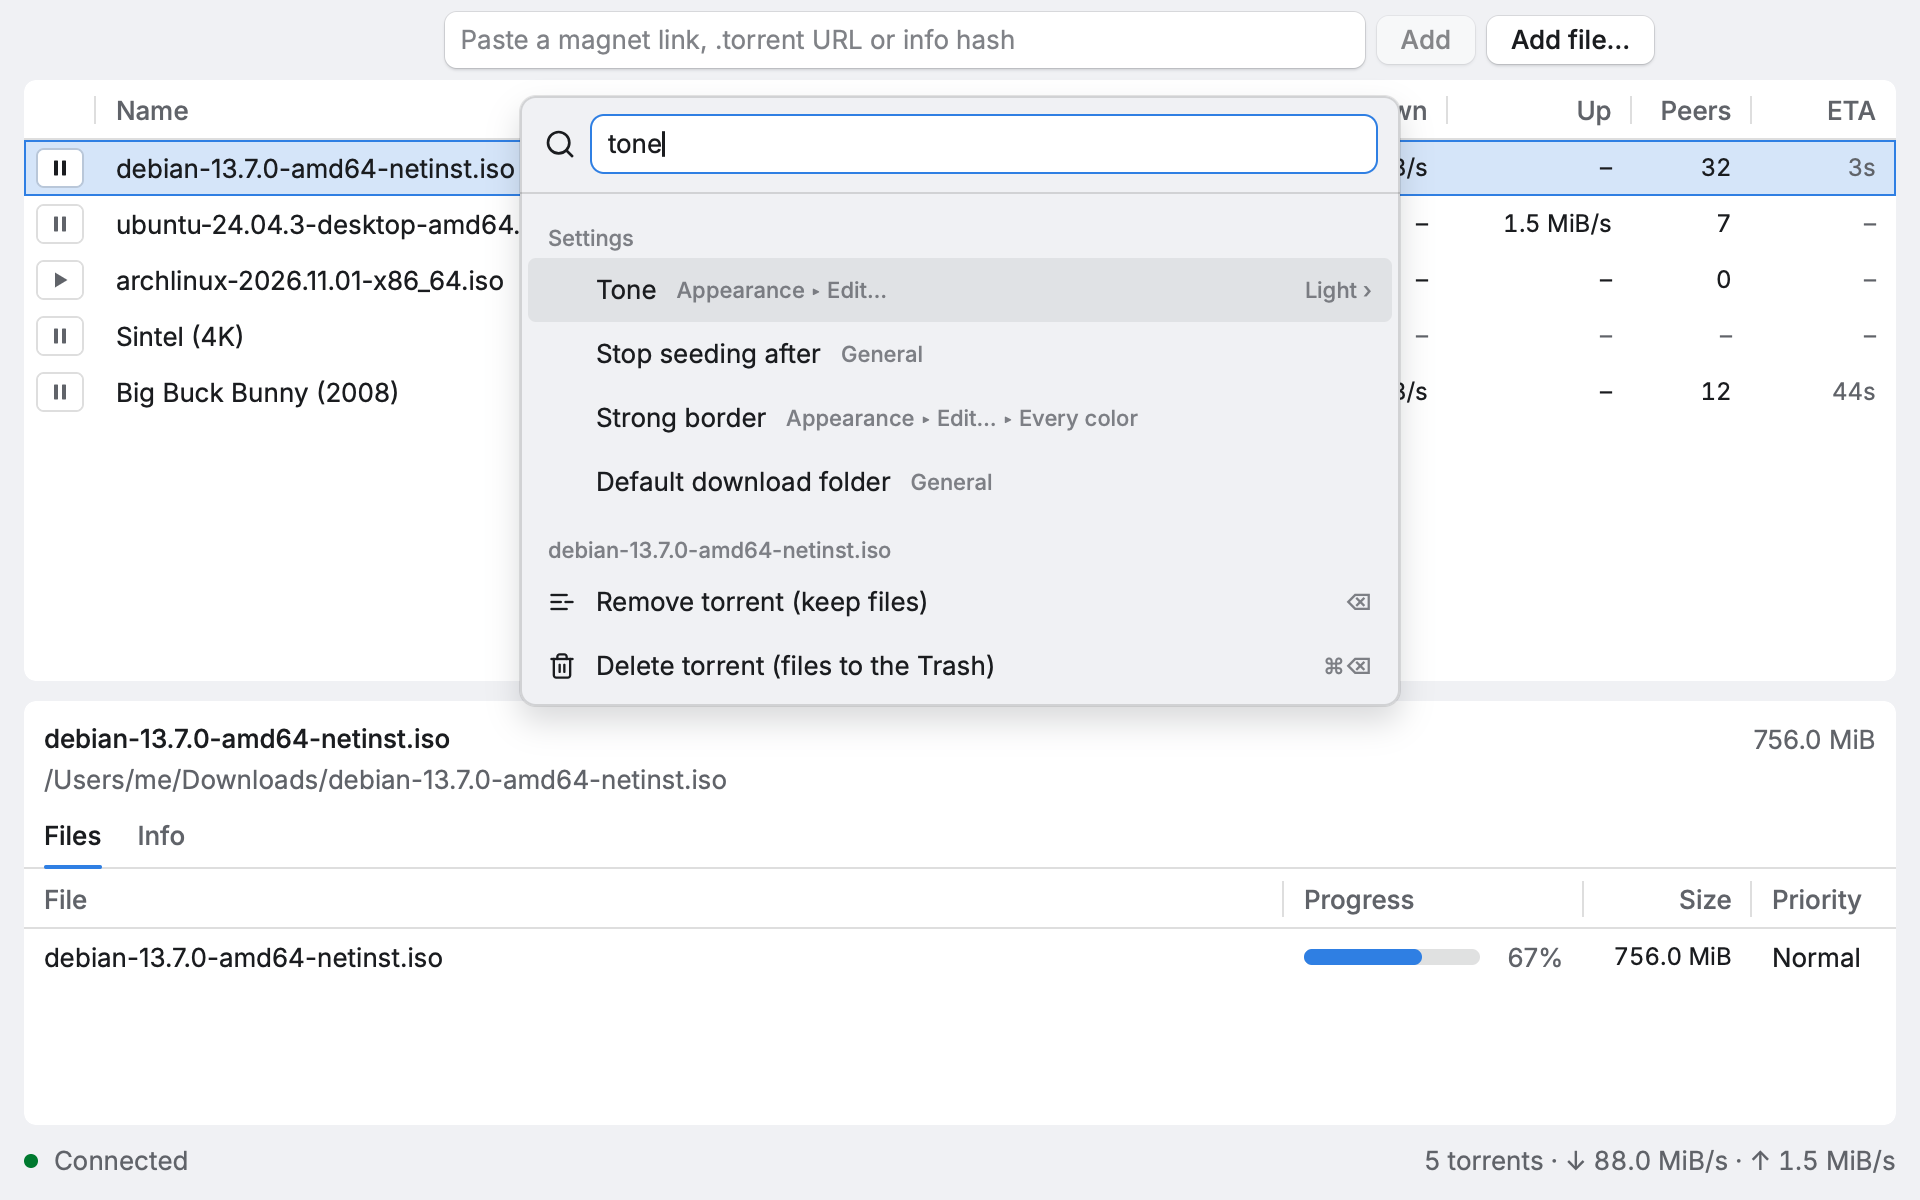 Paste a magnet link, .torrent URL or info hash
Add
Add file...
Name
Up
Peers
ETA
debian-13.7.0-amd64-netinst.iso
–
32
3s
ubuntu-24.04.3-desktop-amd64.
–
1.5 MiB/s
7
–
archlinux-2026.11.01-x86_64.iso
–
–
0
–
Sintel (4K)
–
–
–
–
Big Buck Bunny (2008)
–
12
44s
tone
Settings
Tone Appearance ▸ Edit... Light ›
Stop seeding after General
Strong border Appearance ▸ Edit... ▸ Every color
Default download folder General
debian-13.7.0-amd64-netinst.iso
Remove torrent (keep files) ⌫
Delete torrent (files to the Trash) ⌘⌫
debian-13.7.0-amd64-netinst.iso
756.0 MiB
/Users/me/Downloads/debian-13.7.0-amd64-netinst.iso
Files Info
File Progress Size Priority
debian-13.7.0-amd64-netinst.iso 67% 756.0 MiB Normal
Connected
5 torrents · ↓ 88.0 MiB/s · ↑ 1.5 MiB/s